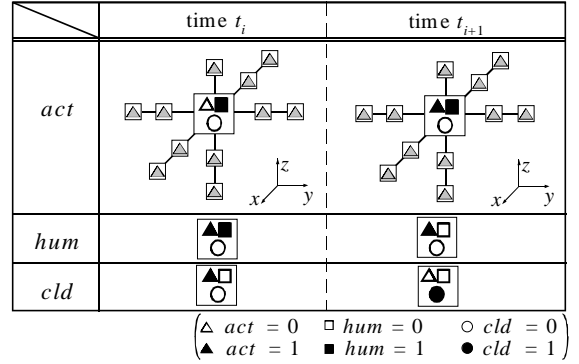 time t_i time t_{i+1}
act
z z
x y x y
hum
cld
△ act = 0 □ hum = 0 ○ cld = 0
▲ act = 1 ■ hum = 1 ● cld = 1